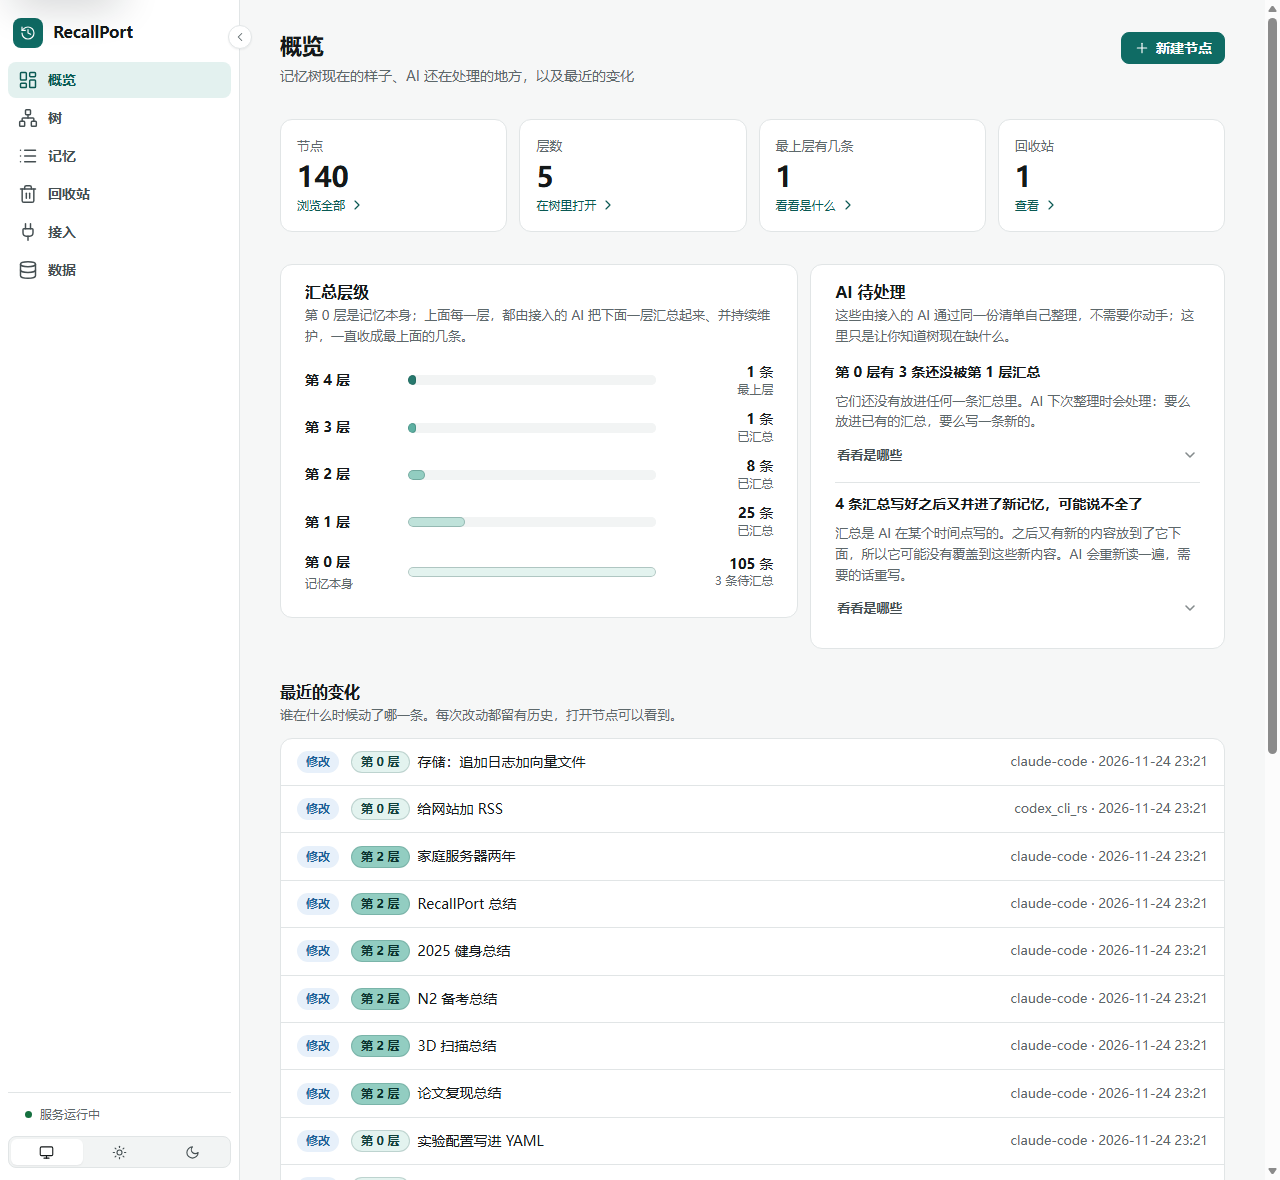 RecallPort
概览
树
记忆
回收站
接入
数据
服务运行中
概览
记忆树现在的样子、AI 还在处理的地方，以及最近的变化
新建节点
节点
140
浏览全部
层数
5
在树里打开
最上层有几条
1
看看是什么
回收站
1
查看
汇总层级
第 0 层是记忆本身；上面每一层，都由接入的 AI 把下面一层汇总起来、并持续维
护，一直收成最上面的几条。
第 4 层
1 条
最上层
第 3 层
1 条
已汇总
第 2 层
8 条
已汇总
第 1 层
25 条
已汇总
第 0 层
记忆本身
105 条
3 条待汇总
AI 待处理
这些由接入的 AI 通过同一份清单自己整理，不需要你动手；这
里只是让你知道树现在缺什么。
第 0 层有 3 条还没被第 1 层汇总
它们还没有放进任何一条汇总里。AI 下次整理时会处理：要么
放进已有的汇总，要么写一条新的。
看看是哪些
4 条汇总写好之后又并进了新记忆，可能说不全了
汇总是 AI 在某个时间点写的。之后又有新的内容放到了它下
面，所以它可能没有覆盖到这些新内容。AI 会重新读一遍，需
要的话重写。
看看是哪些
最近的变化
谁在什么时候动了哪一条。每次改动都留有历史，打开节点可以看到。
修改 第 0 层 存储：追加日志加向量文件 claude-code · 2026-11-24 23:21
修改 第 0 层 给网站加 RSS codex_cli_rs · 2026-11-24 23:21
修改 第 2 层 家庭服务器两年 claude-code · 2026-11-24 23:21
修改 第 2 层 RecallPort 总结 claude-code · 2026-11-24 23:21
修改 第 2 层 2025 健身总结 claude-code · 2026-11-24 23:21
修改 第 2 层 N2 备考总结 claude-code · 2026-11-24 23:21
修改 第 2 层 3D 扫描总结 claude-code · 2026-11-24 23:21
修改 第 2 层 论文复现总结 claude-code · 2026-11-24 23:21
修改 第 0 层 实验配置写进 YAML claude-code · 2026-11-24 23:21